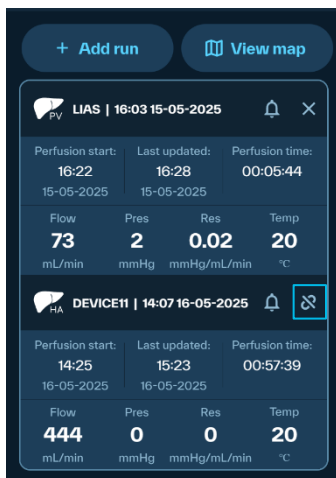 + Add run
View map
PV LIAS | 16:03 15-05-2025
Perfusion start: Last updated: Perfusion time:
16:22 16:28 00:05:44
15-05-2025 15-05-2025
Flow Pres Res Temp
73 2 0.02 20
mL/min mmHg mmHg/mL/min °C
HA DEVICE11 | 14:07 16-05-2025
Perfusion start: Last updated: Perfusion time:
14:25 15:23 00:57:39
16-05-2025 16-05-2025
Flow Pres Res Temp
444 0 0 20
mL/min mmHg mmHg/mL/min °C